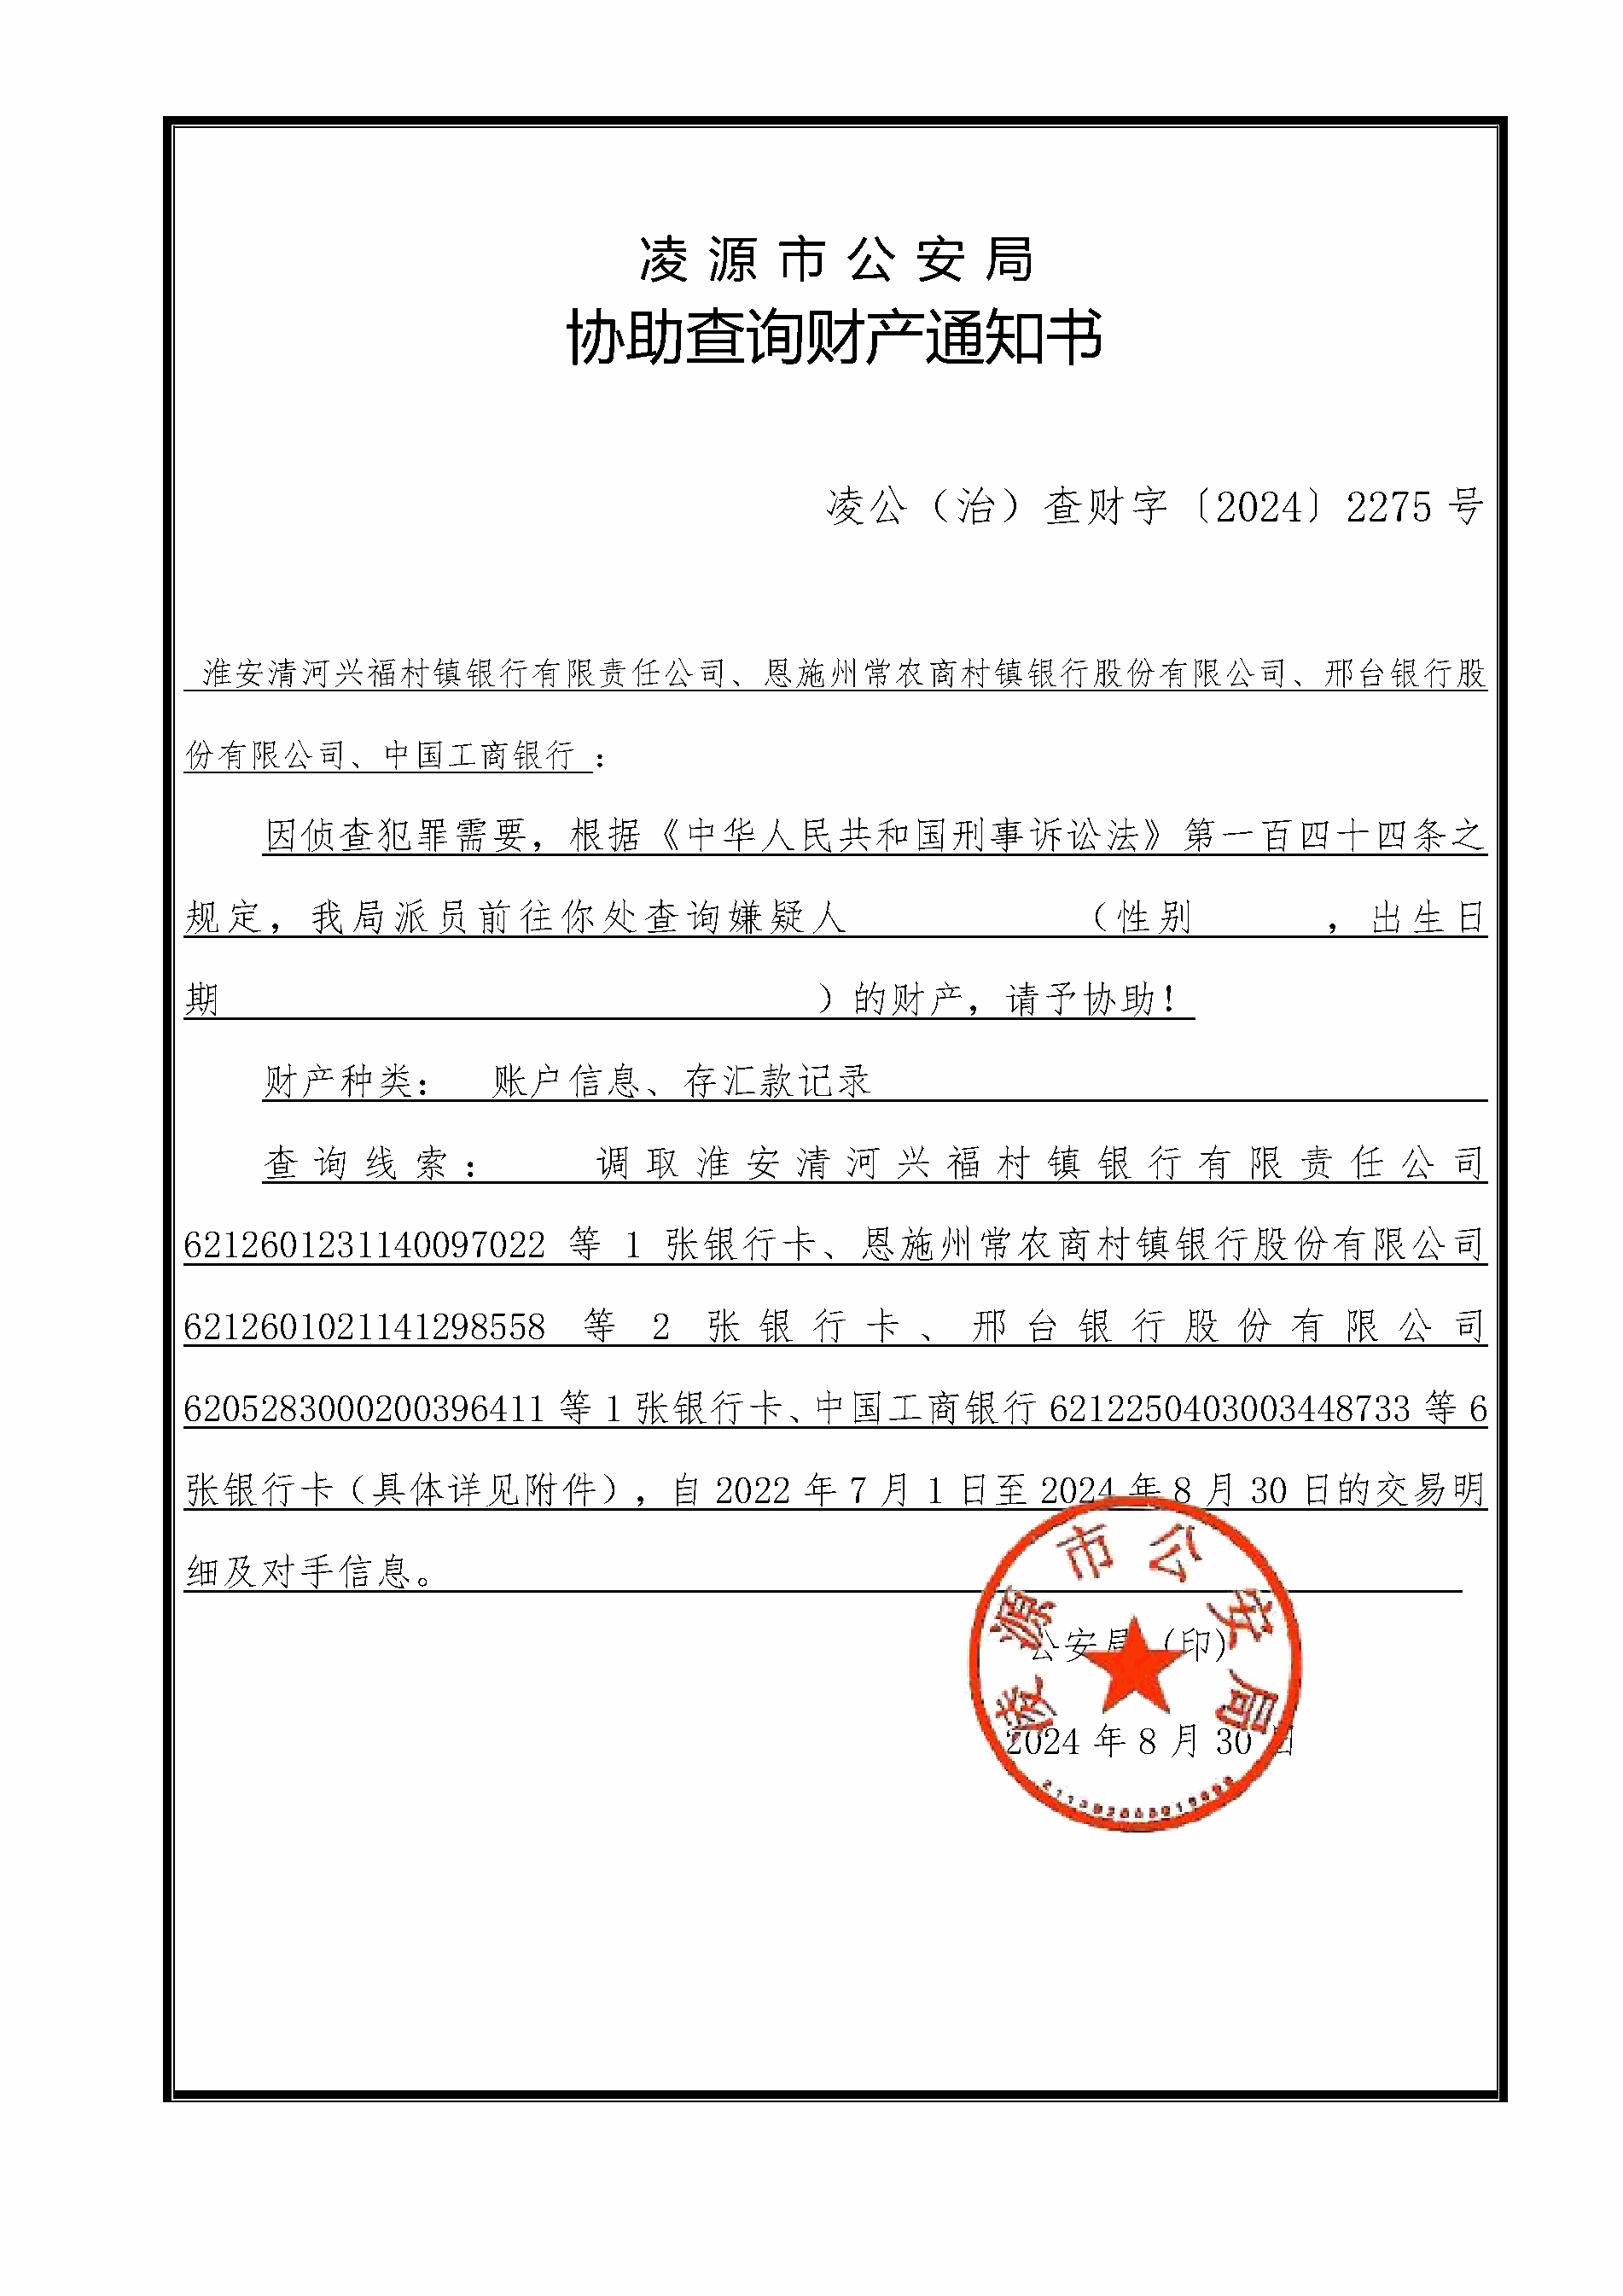 凌源市公安局
协助查询财产通知书
凌公（治）查财字〔2024〕2275 号
淮安清河兴福村镇银行有限责任公司、恩施州常农商村镇银行股份有限公司、邢台银行股
份有限公司、中国工商银行 ：
因侦查犯罪需要，根据《中华人民共和国刑事诉讼法》第一百四十四条之
规定，我局派员前往你处查询嫌疑人 （性别 ，出生日
期 ）的财产，请予协助！
财产种类： 账户信息、存汇款记录
查询线索： 调取淮安清河兴福村镇银行有限责任公司
6212601231140097022 等 1 张银行卡、恩施州常农商村镇银行股份有限公司
6212601021141298558 等 2 张银行卡、邢台银行股份有限公司
6205283000200396411 等 1 张银行卡、中国工商银行 6212250403003448733 等 6
张银行卡（具体详见附件），自 2022 年 7 月 1 日至 2024 年 8 月 30 日的交易明
细及对手信息。
凌源市公安局
公安局（印）
2024 年 8 月 30 日